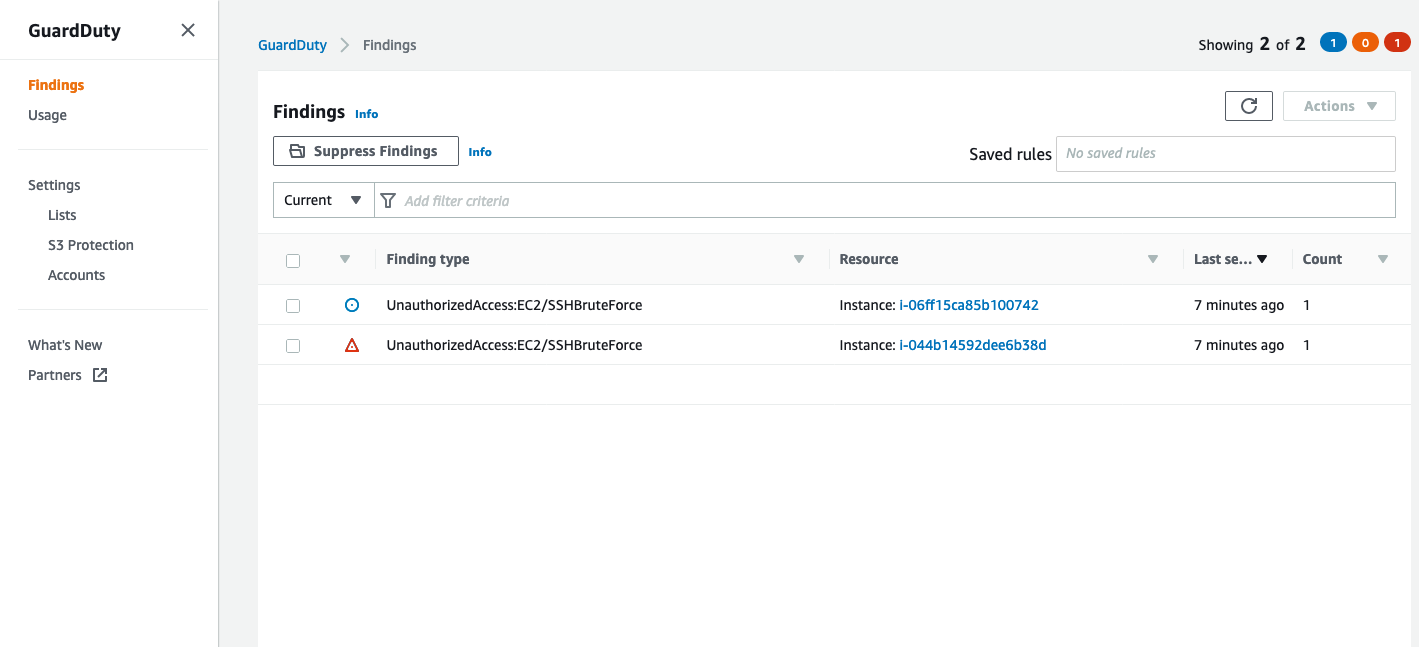 GuardDuty
Findings
Usage
Settings
Lists
S3 Protection
Accounts
What's New
Partners
GuardDuty Findings
Showing 2 of 2 1 0 1
Findings Info
Actions
Suppress Findings Info
Saved rules No saved rules
Current Add filter criteria
Finding type Resource Last se... Count
UnauthorizedAccess:EC2/SSHBruteForce Instance: i-06ff15ca85b100742 7 minutes ago 1
UnauthorizedAccess:EC2/SSHBruteForce Instance: i-044b14592dee6b38d 7 minutes ago 1